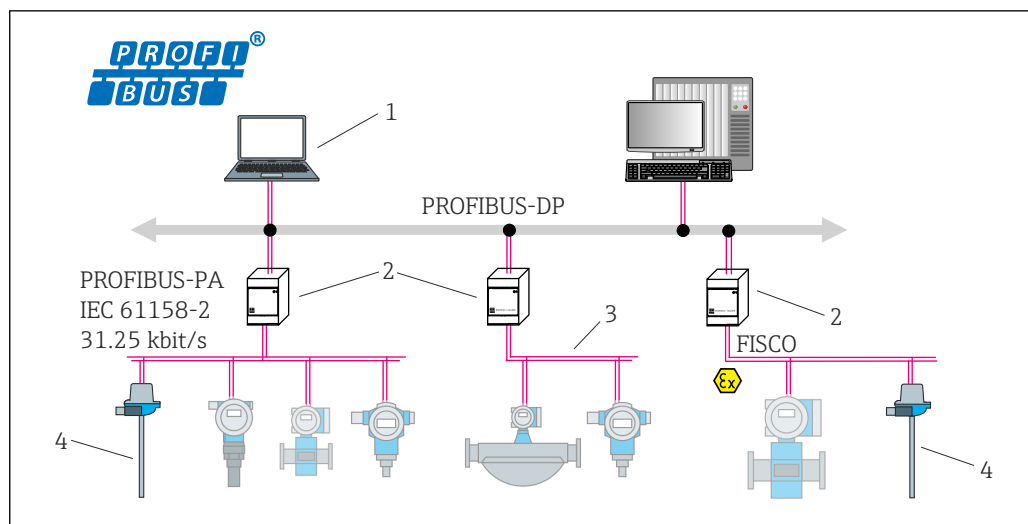 PROFI®
BUS
1
PROFIBUS-DP
PROFIBUS-PA
IEC 61158-2
31.25 kbit/s
2
2
3
FISCO
Ex
4
4